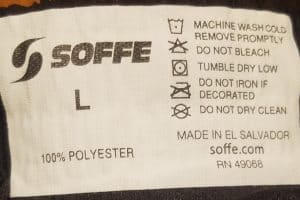 SOFFE
L
100% POLYESTER
MACHINE WASH COLD
REMOVE PROMPTLY
DO NOT BLEACH
TUMBLE DRY LOW
DO NOT IRON IF
DECORATED
DO NOT DRY CLEAN
MADE IN EL SALVADOR
soffe.com
RN 49068